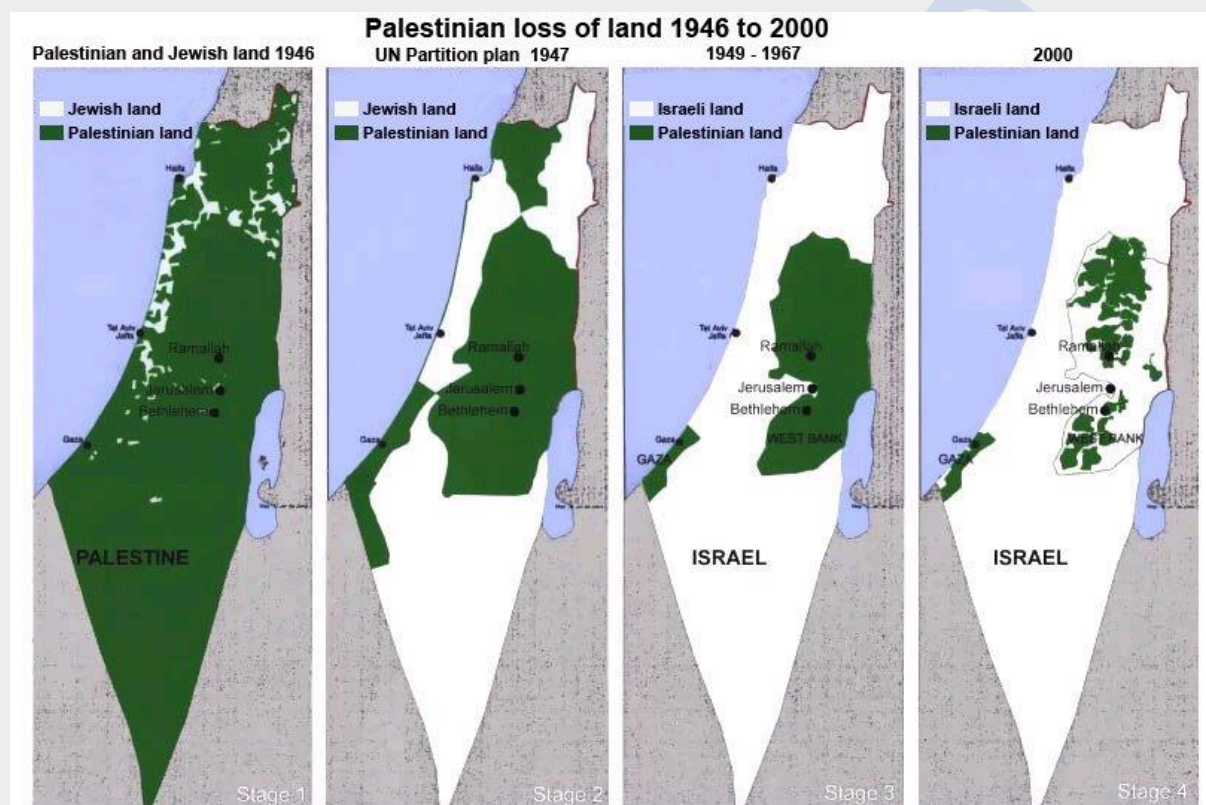 Palestinian loss of land 1946 to 2000
Palestinian and Jewish land 1946
Jewish land
Palestinian land
Haifa
Tel Aviv
Jaffa
Ramallah
Jerusalem
Bethlehem
Gaza
PALESTINE
Stage 1
UN Partition plan 1947
Jewish land
Palestinian land
Haifa
Tel Aviv
Jaffa
Ramallah
Jerusalem
Bethlehem
Gaza
Stage 2
1949 - 1967
Israeli land
Palestinian land
Haifa
Tel Aviv
Jaffa
Ramallah
Jerusalem
Bethlehem
Gaza
WEST BANK
GAZA
ISRAEL
Stage 3
2000
Israeli land
Palestinian land
Haifa
Tel Aviv
Jaffa
Ramallah
Jerusalem
Bethlehem
Gaza
WEST BANK
GAZA
ISRAEL
Stage 4